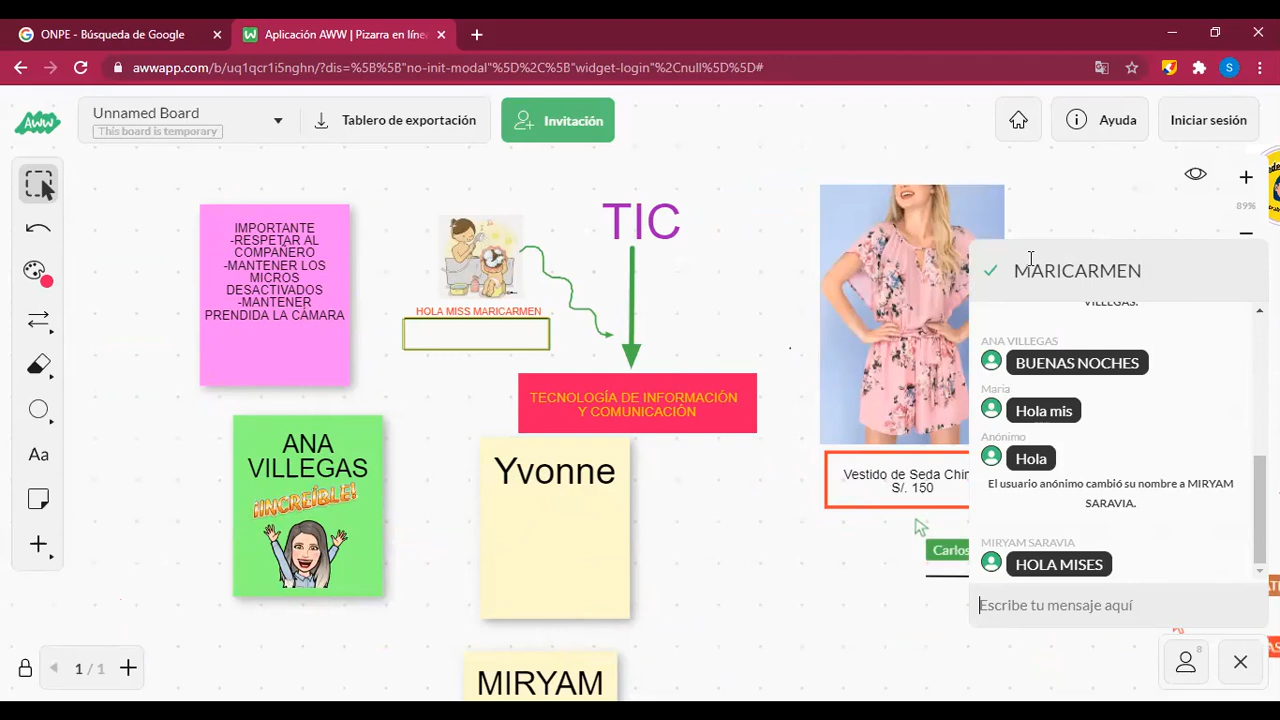 ONPE - Búsqueda de Google
Aplicación AWW | Pizarra en líne
awwapp.com/b/uq1qcr1i5nghn/?dis=%5B%5B"no-init-modal"%5D%2C%5B"widget-login"%2Cnull%5D%5D#
S
AWW
Unnamed Board
This board is temporary
Tablero de exportación
Invitación
Ayuda
Iniciar sesión
89%
IMPORTANTE
-RESPETAR AL
COMPAÑERO
-MANTENER LOS
MICROS
DESACTIVADOS
-MANTENER
PRENDIDA LA CÁMARA
HOLA MISS MARICARMEN
TIC
TECNOLOGÍA DE INFORMACIÓN
Y COMUNICACIÓN
ANA
VILLEGAS
¡INCREÍBLE!
Yvonne
MIRYAM
Vestido de Seda Chin
S/. 150
Carlos
Aa
MARICARMEN
VILLEGAS.
ANA VILLEGAS
BUENAS NOCHES
Maria
Hola mis
Anónimo
Hola
El usuario anónimo cambió su nombre a MIRYAM
SARAVIA.
MIRYAM SARAVIA
HOLA MISES
Escribe tu mensaje aquí
1 / 1
8